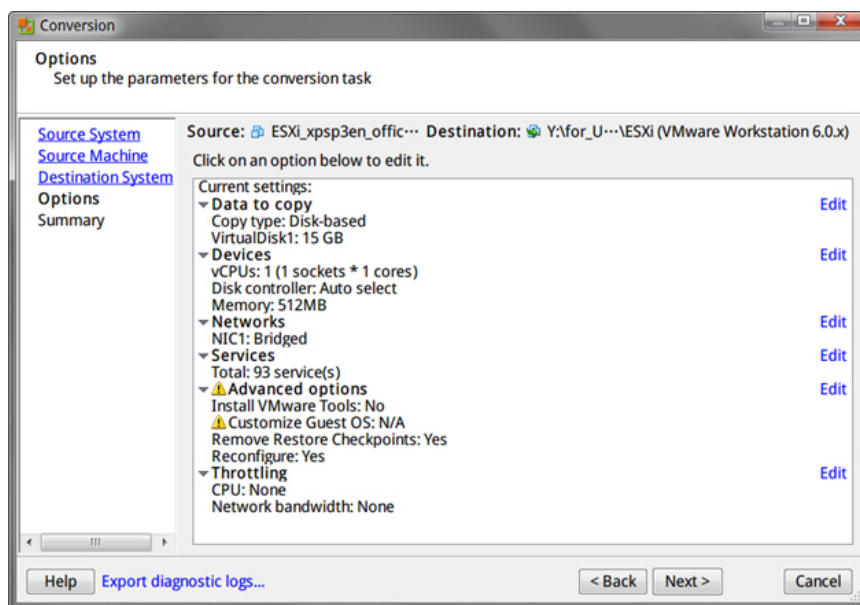 Conversion
Options
Set up the parameters for the conversion task
Source System
Source Machine
Destination System
Options
Summary
Source: ESXi_xpsp3en_offic··· Destination: Y:\for_U···\ESXi (VMware Workstation 6.0.x)
Click on an option below to edit it.
Current settings:
Data to copy Edit
Copy type: Disk-based
VirtualDisk1: 15 GB
Devices Edit
vCPUs: 1 (1 sockets * 1 cores)
Disk controller: Auto select
Memory: 512MB
Networks Edit
NIC1: Bridged
Services Edit
Total: 93 service(s)
Advanced options Edit
Install VMware Tools: No
Customize Guest OS: N/A
Remove Restore Checkpoints: Yes
Reconfigure: Yes
Throttling Edit
CPU: None
Network bandwidth: None
Help Export diagnostic logs... < Back Next > Cancel